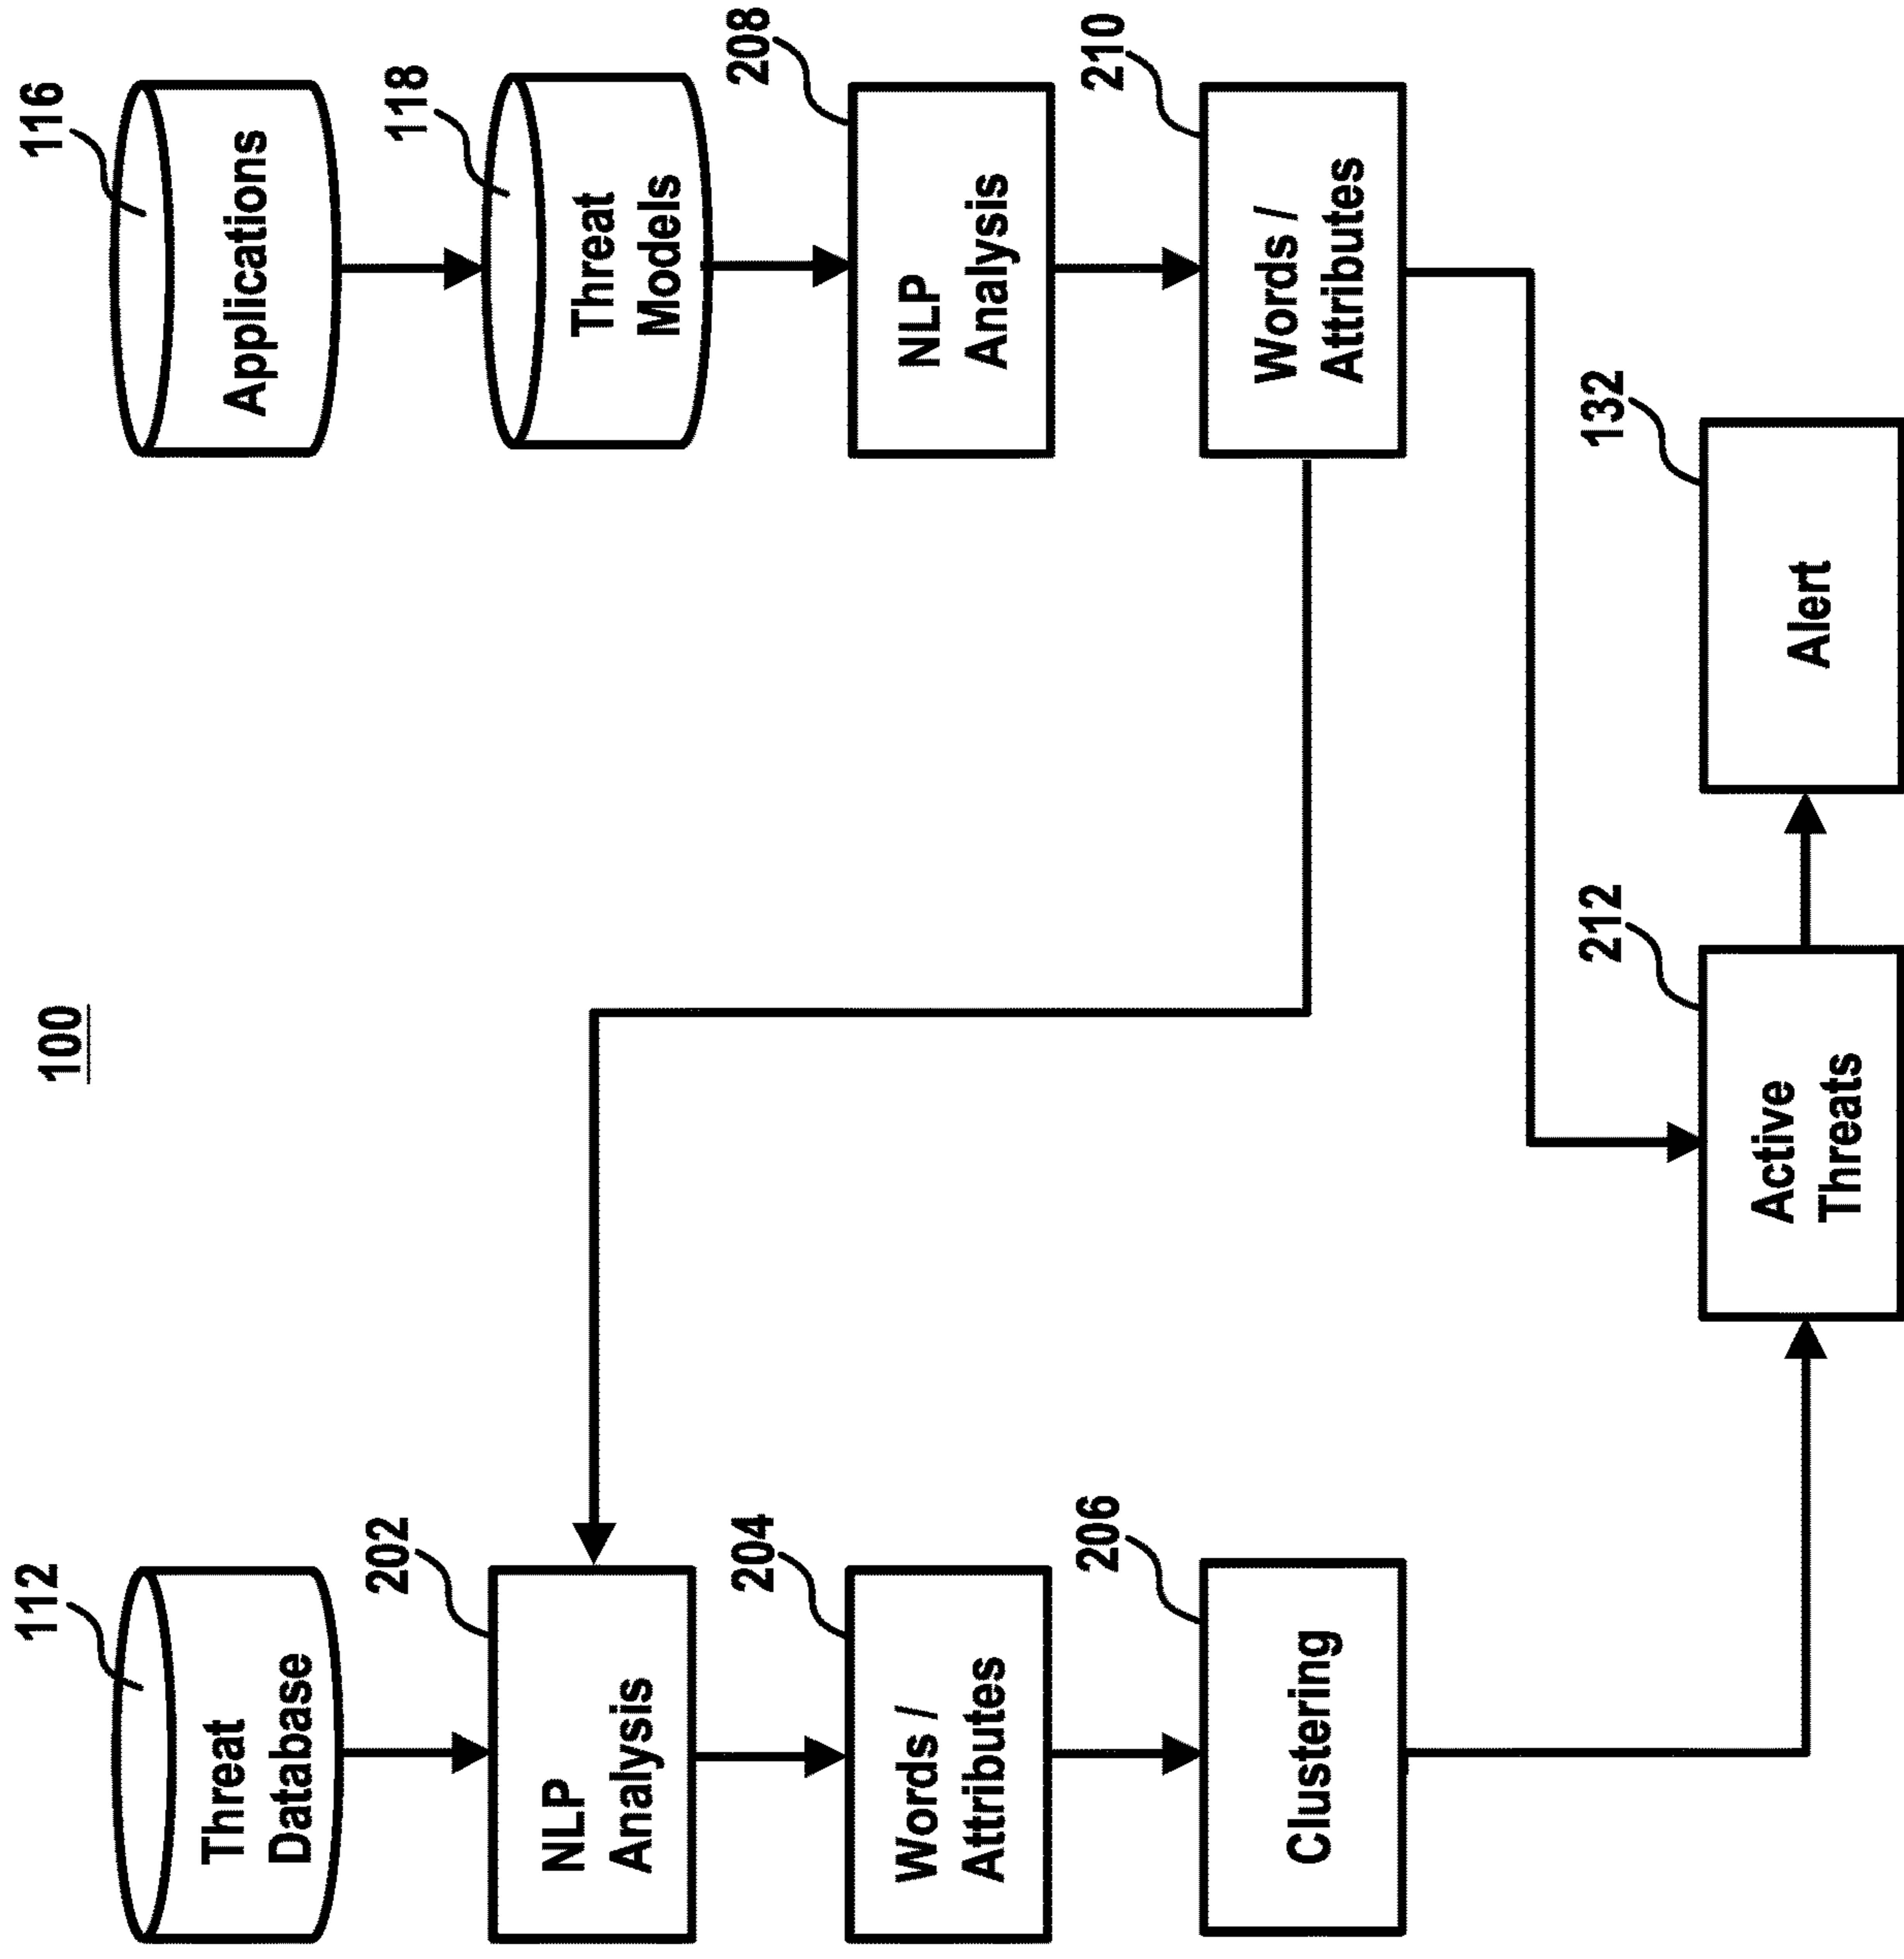 100
112
Threat
Database
202
NLP
Analysis
204
Words /
Attributes
206
Clustering
116
Applications
118
Threat
Models
208
NLP
Analysis
210
Words /
Attributes
212
Active
Threats
132
Alert